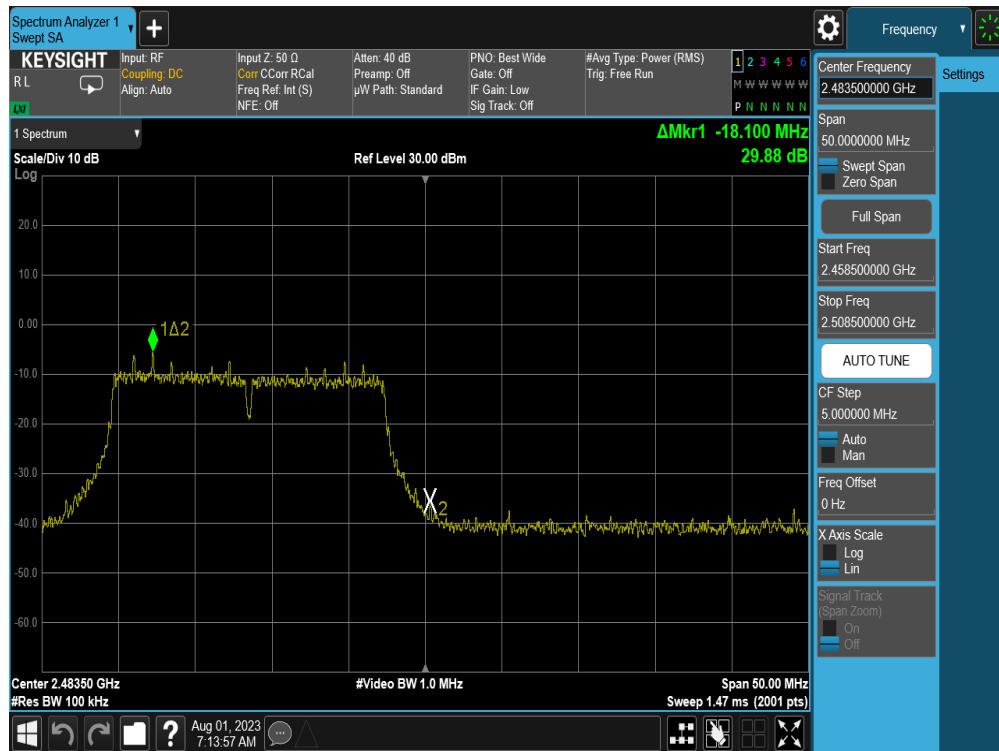 Spectrum Analyzer 1
Swept SA
Frequency
KEYSIGHT
R L
LXI
Input: RF
Coupling: DC
Align: Auto
Input Z: 50 Ω
Corr CCorr RCal
Freq Ref: Int (S)
NFE: Off
Atten: 40 dB
Preamp: Off
µW Path: Standard
PNO: Best Wide
Gate: Off
IF Gain: Low
Sig Track: Off
#Avg Type: Power (RMS)
Trig: Free Run
1 2 3 4 5 6
M W W W W W
P N N N N N
1 Spectrum
Scale/Div 10 dB
Log
Ref Level 30.00 dBm
ΔMkr1 -18.100 MHz
29.88 dB
20.0
10.0
0.00
-10.0
-20.0
-30.0
-40.0
-50.0
-60.0
1Δ2
X2
Center 2.48350 GHz
#Res BW 100 kHz
#Video BW 1.0 MHz
Span 50.00 MHz
Sweep 1.47 ms (2001 pts)
?
Aug 01, 2023
7:13:57 AM
Center Frequency
2.483500000 GHz
Settings
Span
50.0000000 MHz
Swept Span
Zero Span
Full Span
Start Freq
2.458500000 GHz
Stop Freq
2.508500000 GHz
AUTO TUNE
CF Step
5.000000 MHz
Auto
Man
Freq Offset
0 Hz
X Axis Scale
Log
Lin
Signal Track
(Span Zoom)
On
Off